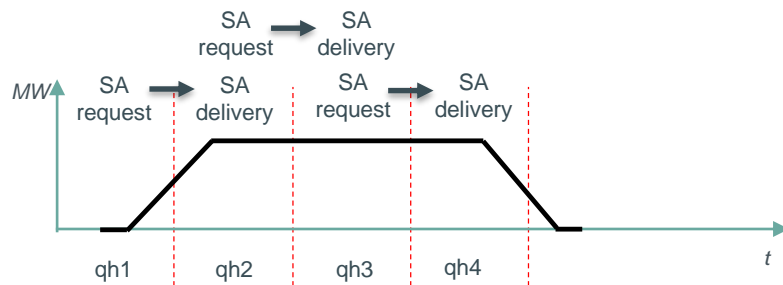 SA SA
request delivery
MW SA SA SA SA
request delivery request delivery
t
qh1 qh2 qh3 qh4